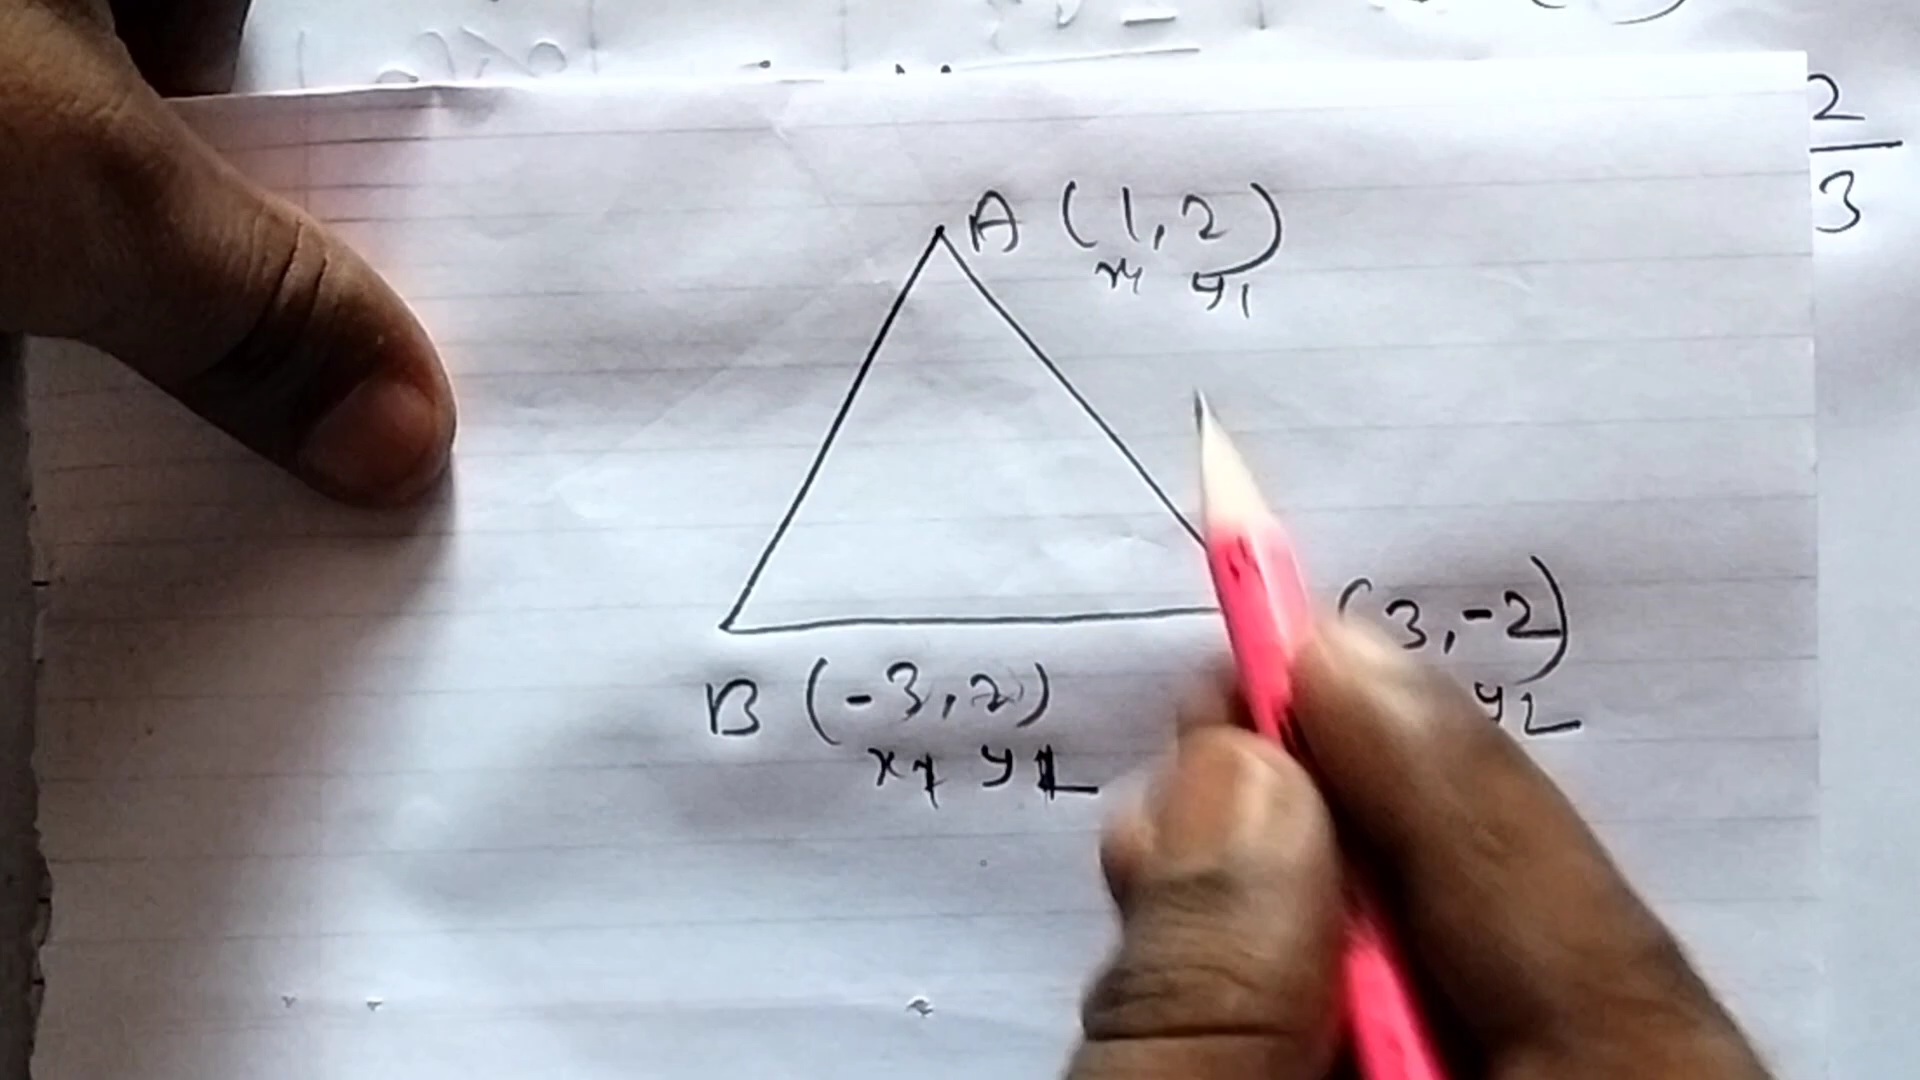 2
3
A (1,2)
x1 y1
(3,-2)
y2
B (-3,2)
x1 y1